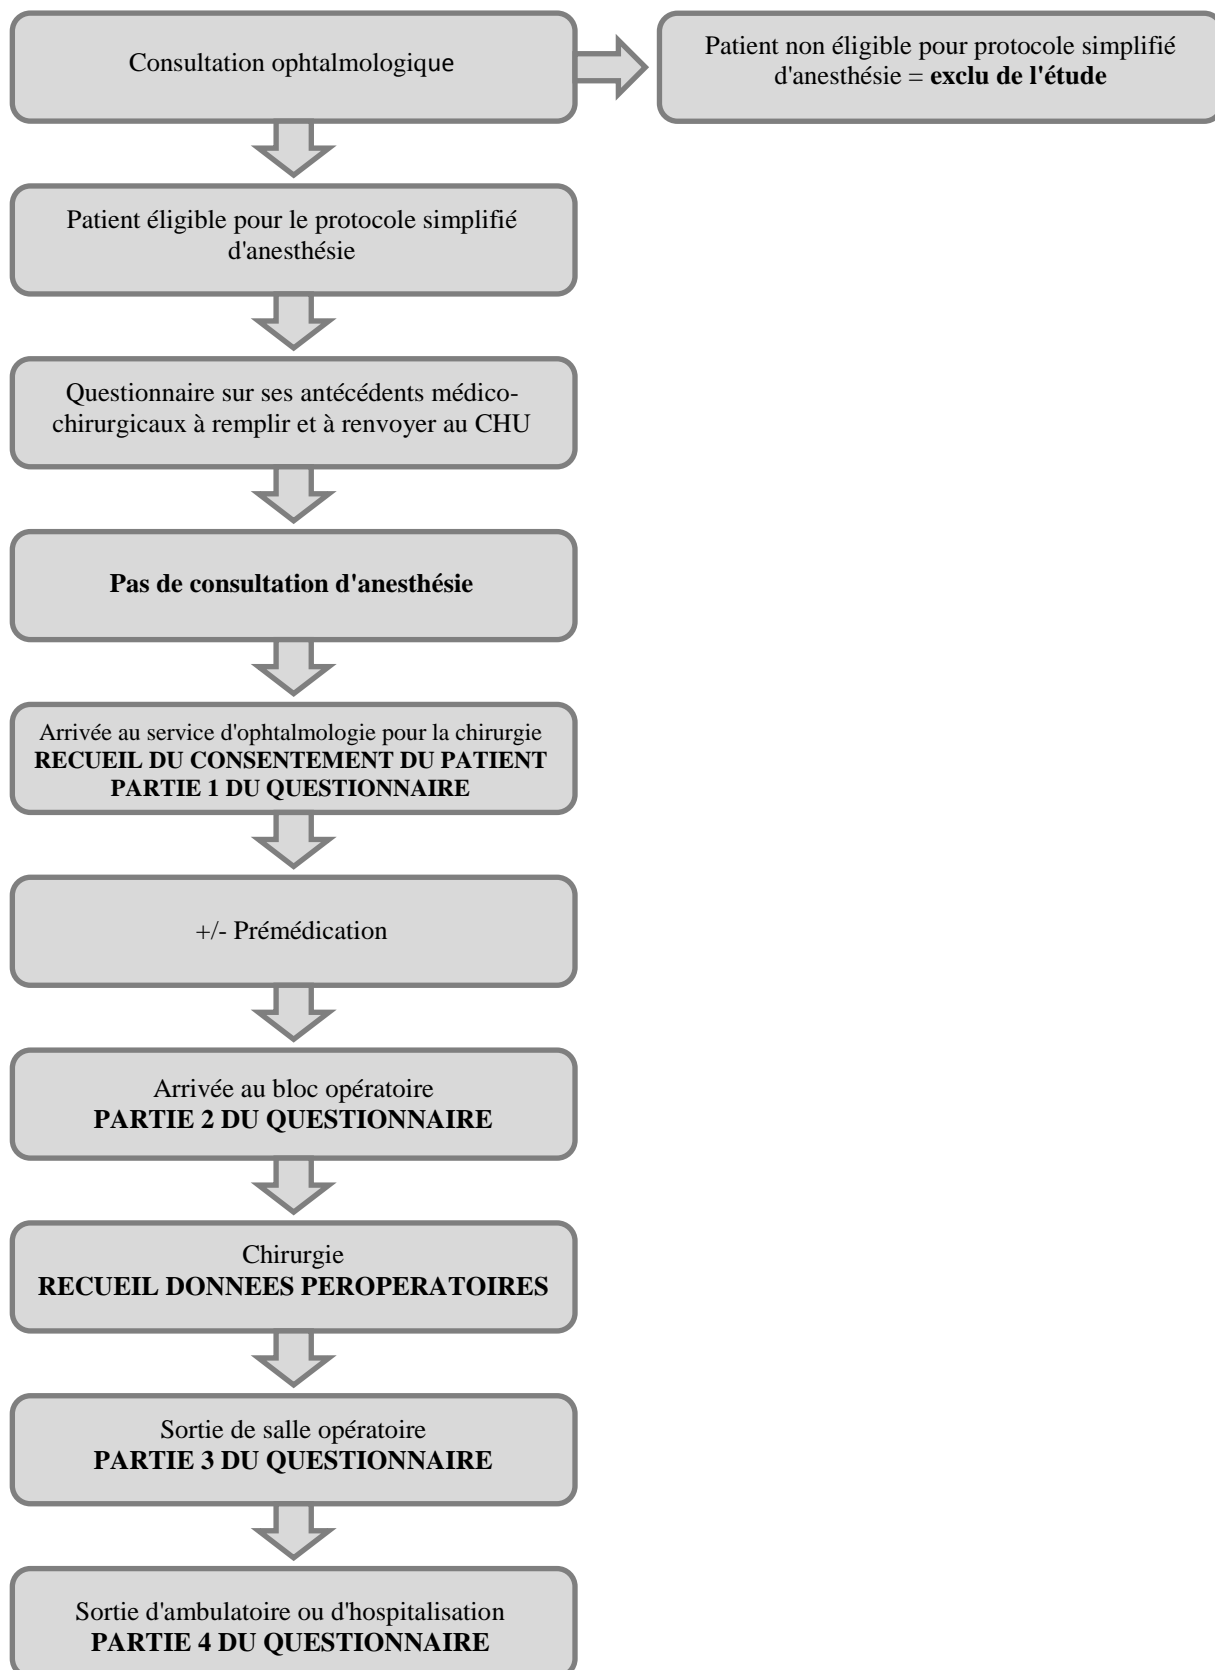 Consultation ophtalmologique
Patient non éligible pour protocole simplifié
d'anesthésie = exclu de l'étude
Patient éligible pour le protocole simplifié
d'anesthésie
Questionnaire sur ses antécédents médico-
chirurgicaux à remplir et à renvoyer au CHU
Pas de consultation d'anesthésie
Arrivée au service d'ophtalmologie pour la chirurgie
RECUEIL DU CONSENTEMENT DU PATIENT
PARTIE 1 DU QUESTIONNAIRE
+/- Prémédication
Arrivée au bloc opératoire
PARTIE 2 DU QUESTIONNAIRE
Chirurgie
RECUEIL DONNEES PEROPERATOIRES
Sortie de salle opératoire
PARTIE 3 DU QUESTIONNAIRE
Sortie d'ambulatoire ou d'hospitalisation
PARTIE 4 DU QUESTIONNAIRE